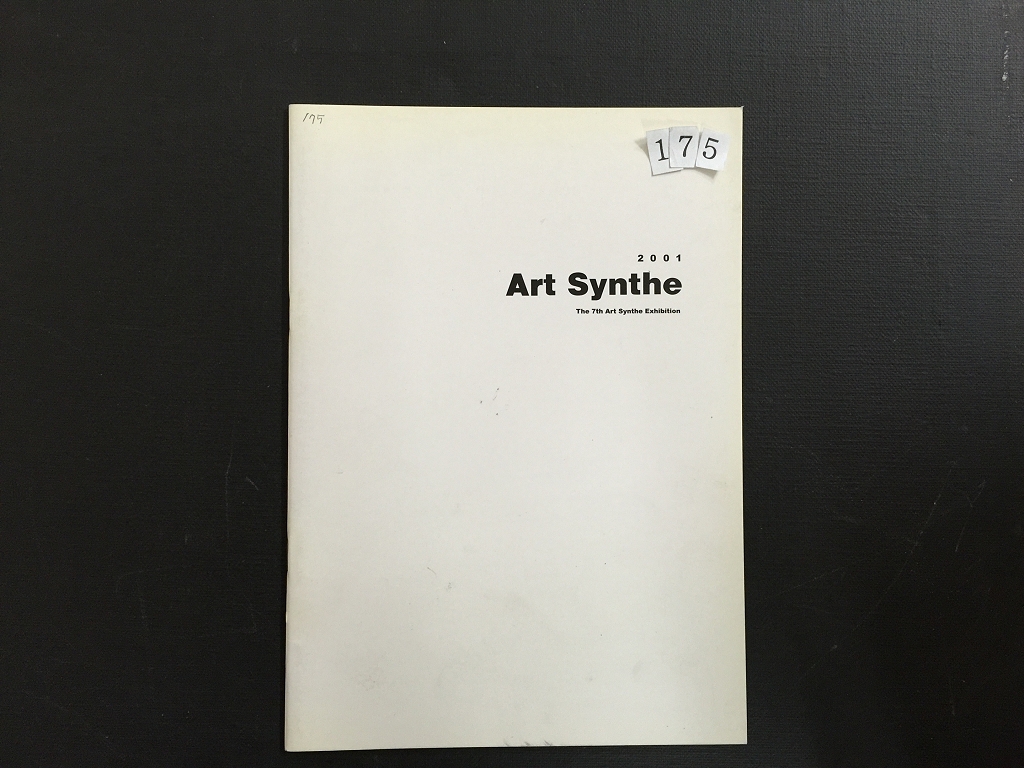 175
175
2001
Art Synthe
The 7th Art Synthe Exhibition